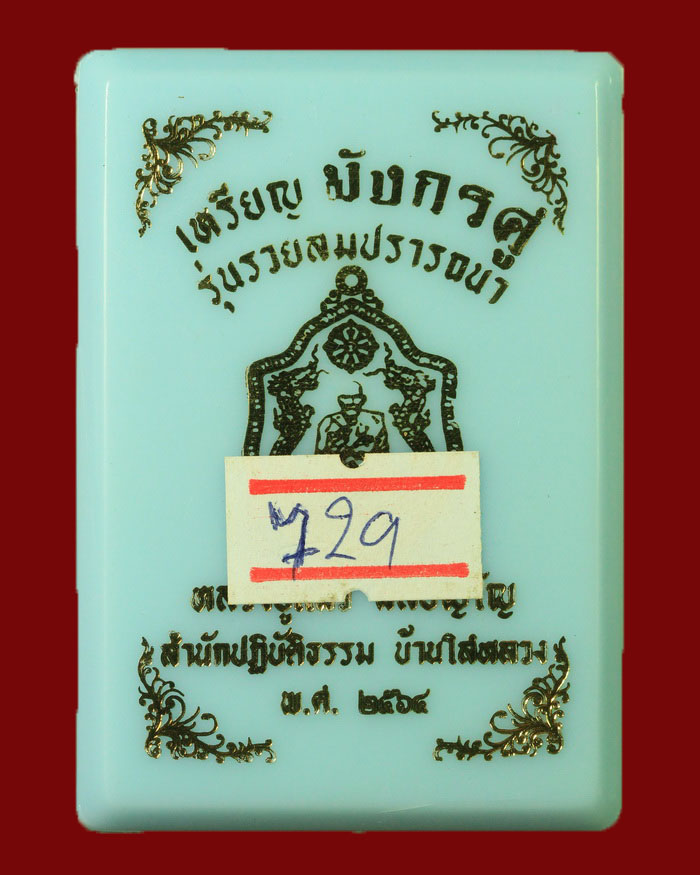 เหรียญ มังกรคู่
รุ่นรวยสมปรารถนา
729
สำนักปฏิบัติธรรม บ้านใส่หลวง
พ.ศ. ๒๕๖๔